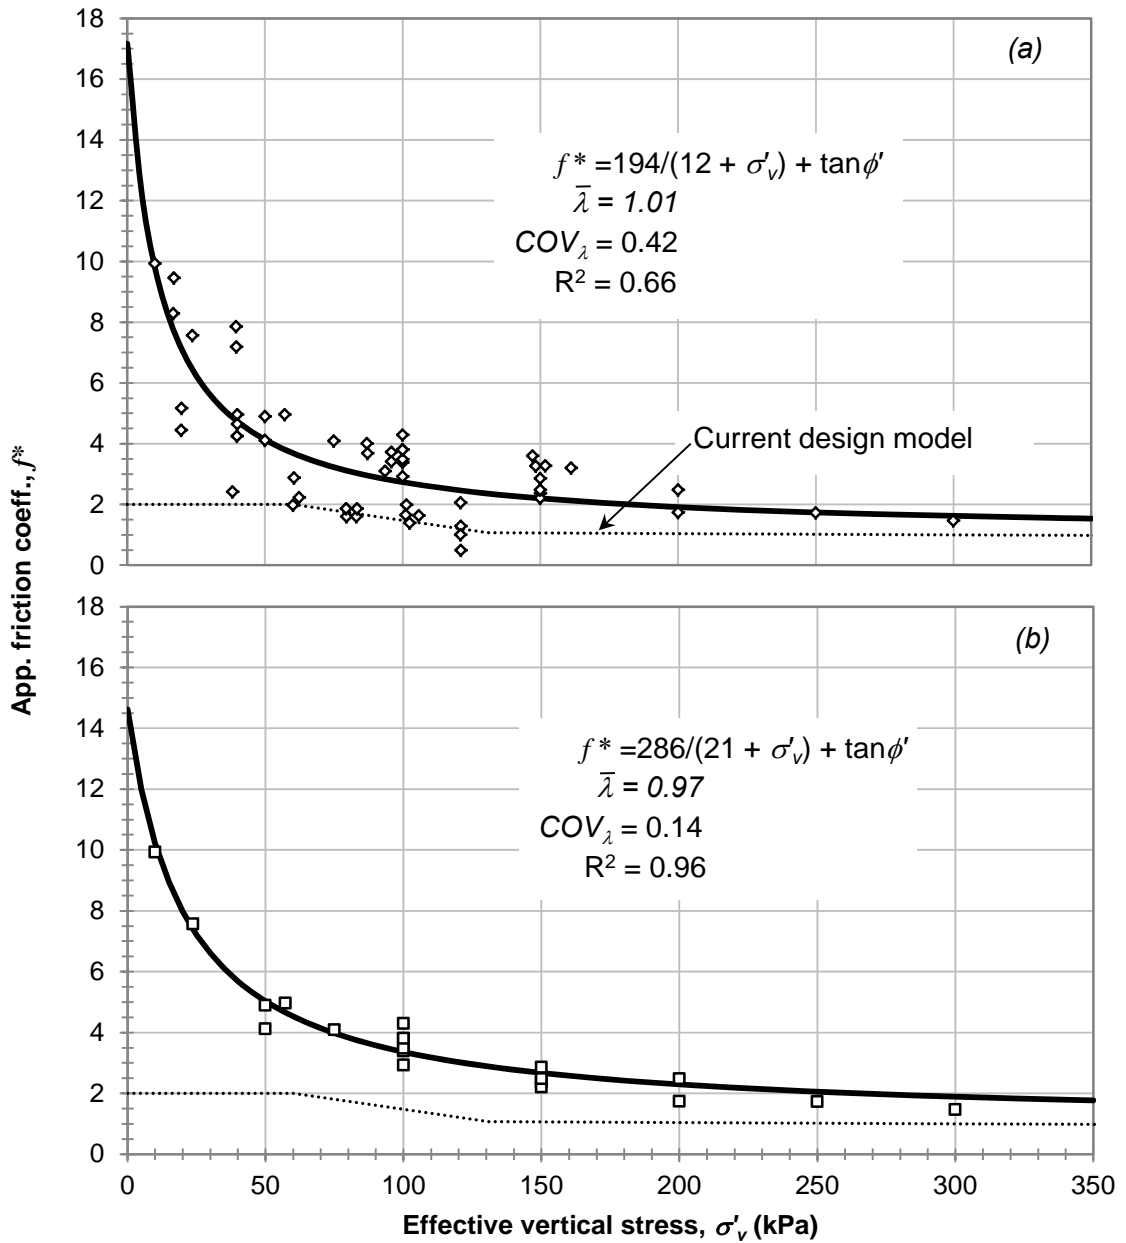 18
(a)
16
14
f* =194/(12 + σ′v) + tanϕ′
λ̄ = 1.01
12
COVλ = 0.42
10
R² = 0.66
8
6
4
Current design model
2
0
App. friction coeff., f*
18
(b)
16
14
f* =286/(21 + σ′v) + tanϕ′
λ̄ = 0.97
12
COVλ = 0.14
10
R² = 0.96
8
6
4
2
0
0 50 100 150 200 250 300 350
Effective vertical stress, σ′v (kPa)